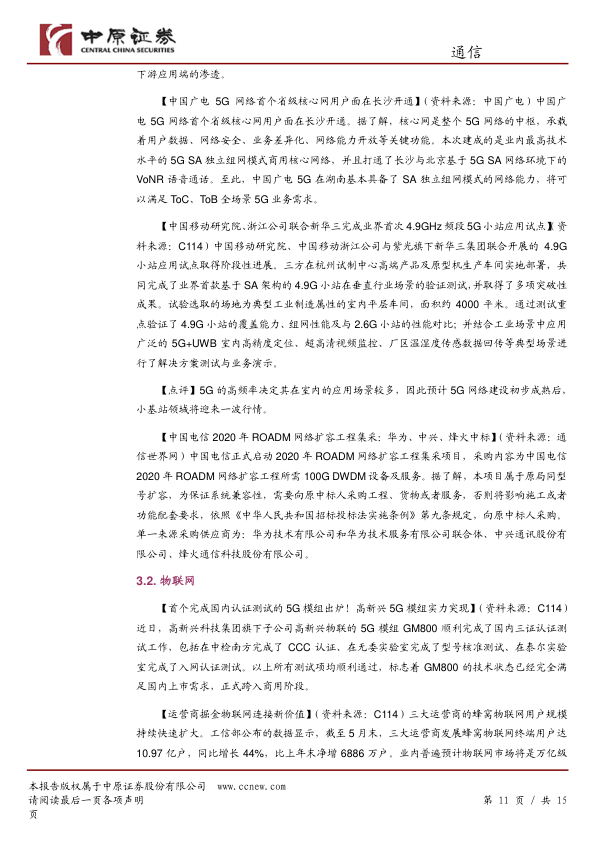 中原证券
CENTRAL CHINA SECURITIES
通信
下游应用端的渗透。
【中国广电 5G 网络首个省级核心网用户面在长沙开通】（资料来源：中国广电）中国广
电 5G 网络首个省级核心网用户面在长沙开通。据了解，核心网是整个 5G 网络的中枢，承载
着用户数据、网络安全、业务差异化、网络能力开放等关键功能。本次建成的是业内最高技术
水平的 5G SA 独立组网模式商用核心网络，并且打通了长沙与北京基于 5G SA 网络环境下的
VoNR 语音通话。至此，中国广电 5G 在湖南基本具备了 SA 独立组网模式的网络能力，将可
以满足 ToC、ToB 全场景 5G 业务需求。
【中国移动研究院、浙江公司联合新华三完成业界首次 4.9GHz 频段 5G 小站应用试点】（资
料来源：C114）中国移动研究院、中国移动浙江公司与紫光旗下新华三集团联合开展的 4.9G
小站应用试点取得阶段性进展。三方在杭州试制中心高端产品及原型机生产车间实地部署，共
同完成了业界首款基于 SA 架构的 4.9G 小站在垂直行业场景的验证测试，并取得了多项突破性
成果。试验选取的场地为典型工业制造属性的室内平层车间，面积约 4000 平米。通过测试重
点验证了 4.9G 小站的覆盖能力、组网性能及与 2.6G 小站的性能对比；并结合工业场景中应用
广泛的 5G+UWB 室内高精度定位、超高清视频监控、厂区温湿度传感数据回传等典型场景进
行了解决方案测试与业务演示。
【点评】5G 的高频率决定其在室内的应用场景较多，因此预计 5G 网络建设初步成熟后，
小基站领域将迎来一波行情。
【中国电信 2020 年 ROADM 网络扩容工程集采：华为、中兴、烽火中标】（资料来源：通
信世界网）中国电信正式启动 2020 年 ROADM 网络扩容工程集采项目，采购内容为中国电信
2020 年 ROADM 网络扩容工程所需 100G DWDM 设备及服务。据了解，本项目属于原局同型
号扩容，为保证系统兼容性，需要向原中标人采购工程、货物或者服务，否则将影响施工或者
功能配套要求，依照《中华人民共和国招标投标法实施条例》第九条规定，向原中标人采购。
单一来源采购供应商为：华为技术有限公司和华为技术服务有限公司联合体、中兴通讯股份有
限公司、烽火通信科技股份有限公司。
3.2. 物联网
【首个完成国内认证测试的 5G 模组出炉！高新兴 5G 模组实力实现】（资料来源：C114）
近日，高新兴科技集团旗下子公司高新兴物联的 5G 模组 GM800 顺利完成了国内三证认证测
试工作，包括在中检南方完成了 CCC 认证、在无委实验室完成了型号核准测试、在泰尔实验
室完成了入网认证测试。以上所有测试项均顺利通过，标志着 GM800 的技术状态已经完全满
足国内上市需求，正式跨入商用阶段。
【运营商掘金物联网连接新价值】（资料来源：C114）三大运营商的蜂窝物联网用户规模
持续快速扩大。工信部公布的数据显示，截至 5 月末，三大运营商发展蜂窝物联网终端用户达
10.97 亿户，同比增长 44%，比上年末净增 6886 万户。业内普遍预计物联网市场将是万亿级
本报告版权属于中原证券股份有限公司 www.ccnew.com
请阅读最后一页各项声明 第 11 页 / 共 15
页